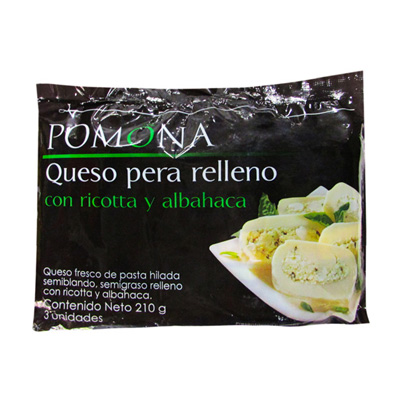 POMONA
Queso pera relleno
con ricotta y albahaca
Queso fresco de pasta hilada
semiblando, semigraso relleno
con ricotta y albahaca.
Contenido Neto 210 g
3 unidades